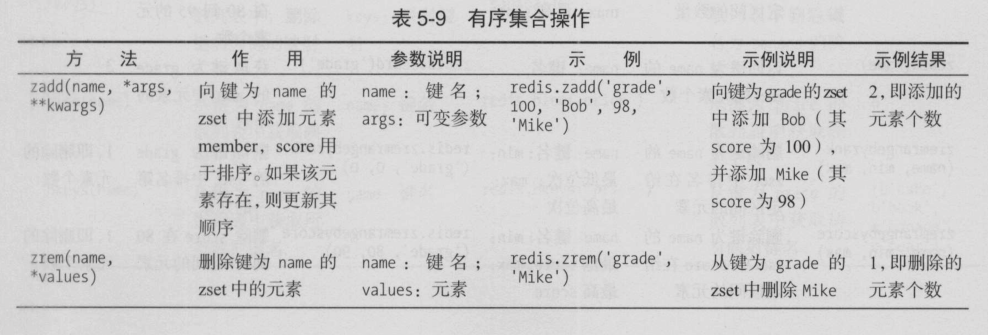 表 5-9 有序集合操作
方 法 作 用 参数说明 示 例 示例说明 示例结果
zadd(name, *args, 向键为 name 的 name: 键名; redis.zadd('grade', 向键为grade的zset 2,即添加的
**kwargs) zset 中添加元素 args: 可变参数 100, 'Bob', 98, 中添加 Bob(其 元素个数
member, score 用 'Mike') score 为 100),
于排序。如果该元 并添加 Mike(其
素存在,则更新其 score 为 98)
顺序
zrem(name, 删除键为 name 的 name: 键名; redis.zrem('grade', 从键为 grade 的 1,即删除的
*values) zset 中的元素 values: 元素 'Mike') zset 中删除 Mike 元素个数